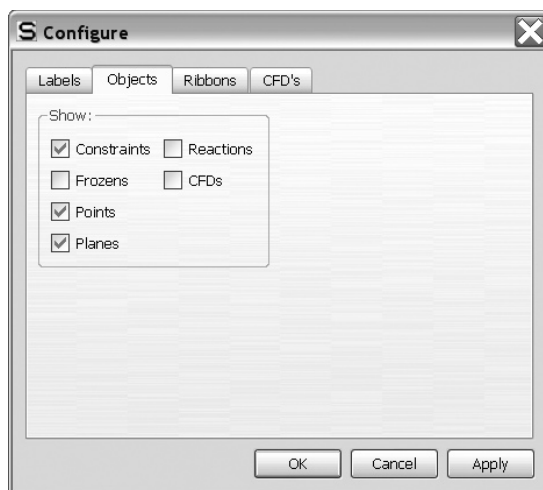 S Configure
Labels Objects Ribbons CFD's
Show:
Constraints Reactions
Frozens CFDs
Points
Planes
OK Cancel Apply